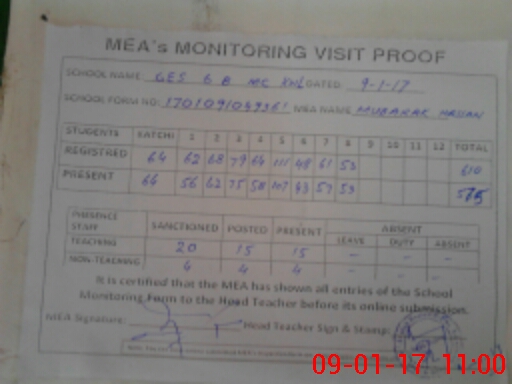 MEA's MONITORING VISIT PROOF
SCHOOL NAME GES 6 B MC KWL DATED 9-1-17
SCHOOL FORM NO: MEA NAME MUBARAK HASSAN
STUDENTS KATCHI 1 2 3 4 5 6 7 8 9 10 11 12 TOTAL
REGISTRED 64 62 68 79 64 111 48 61 53 610
PRESENT 64 56 62 75 58 107 43 57 53 575
PRESENCE STAFF SANCTIONED POSTED PRESENT ABSENT
LEAVE DUTY ABSENT
TEACHING 20 15 15 - - -
NON-TEACHING 4 4 4 - - -
It is certified that the MEA has shown all entries of the School
Monitoring Form to the Head Teacher before its online submission.
MEA Signature: Head Teacher Sign & Stamp:
09-01-17 11:00